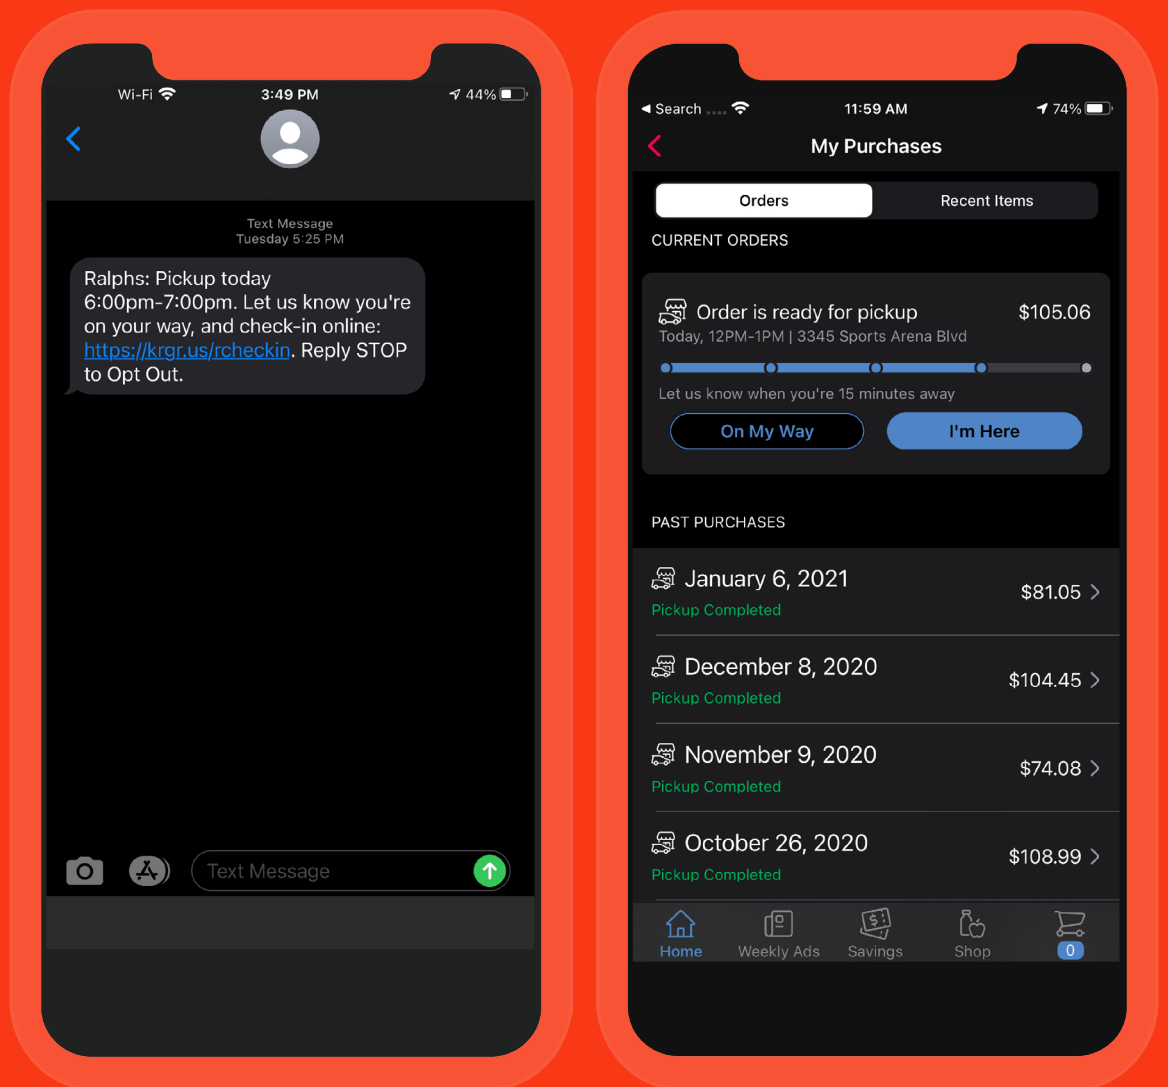 Wi-Fi 3:49 PM 44%
Text Message
Tuesday 5:25 PM
Ralphs: Pickup today
6:00pm-7:00pm. Let us know you're
on your way, and check-in online:
https://krgr.us/rcheckin. Reply STOP
to Opt Out.
Text Message
Search 11:59 AM 74%
My Purchases
Orders Recent Items
CURRENT ORDERS
Order is ready for pickup $105.06
Today, 12PM-1PM | 3345 Sports Arena Blvd
Let us know when you're 15 minutes away
On My Way I'm Here
PAST PURCHASES
January 6, 2021 $81.05
Pickup Completed
December 8, 2020 $104.45
Pickup Completed
November 9, 2020 $74.08
Pickup Completed
October 26, 2020 $108.99
Pickup Completed
Home Weekly Ads Savings Shop 0